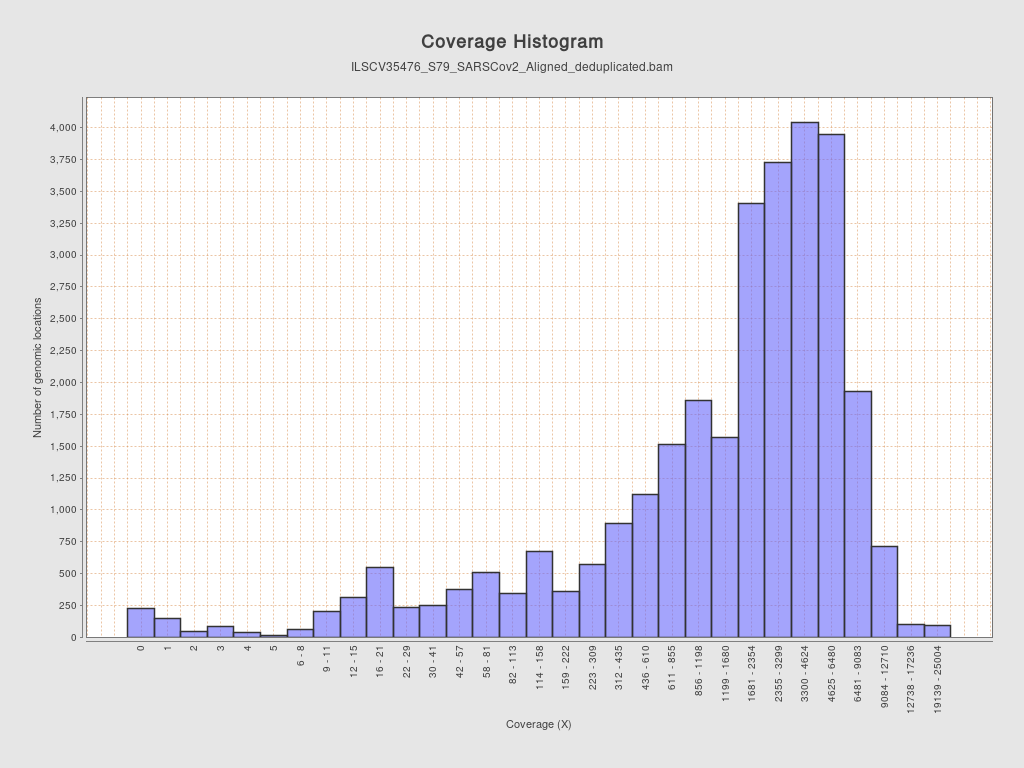 Coverage Histogram
ILSCV35476_S79_SARSCov2_Aligned_deduplicated.bam
Number of genomic locations
4,000
3,750
3,500
3,250
3,000
2,750
2,500
2,250
2,000
1,750
1,500
1,250
1,000
750
500
250
0
0
1
2
3
4
5
6 - 8
9 - 11
12 - 15
16 - 21
22 - 29
30 - 41
42 - 57
58 - 81
82 - 113
114 - 158
159 - 222
223 - 309
312 - 435
436 - 610
611 - 855
856 - 1198
1199 - 1680
1681 - 2354
2355 - 3299
3300 - 4624
4625 - 6480
6481 - 9083
9084 - 12710
12738 - 17236
19139 - 25004
Coverage (X)